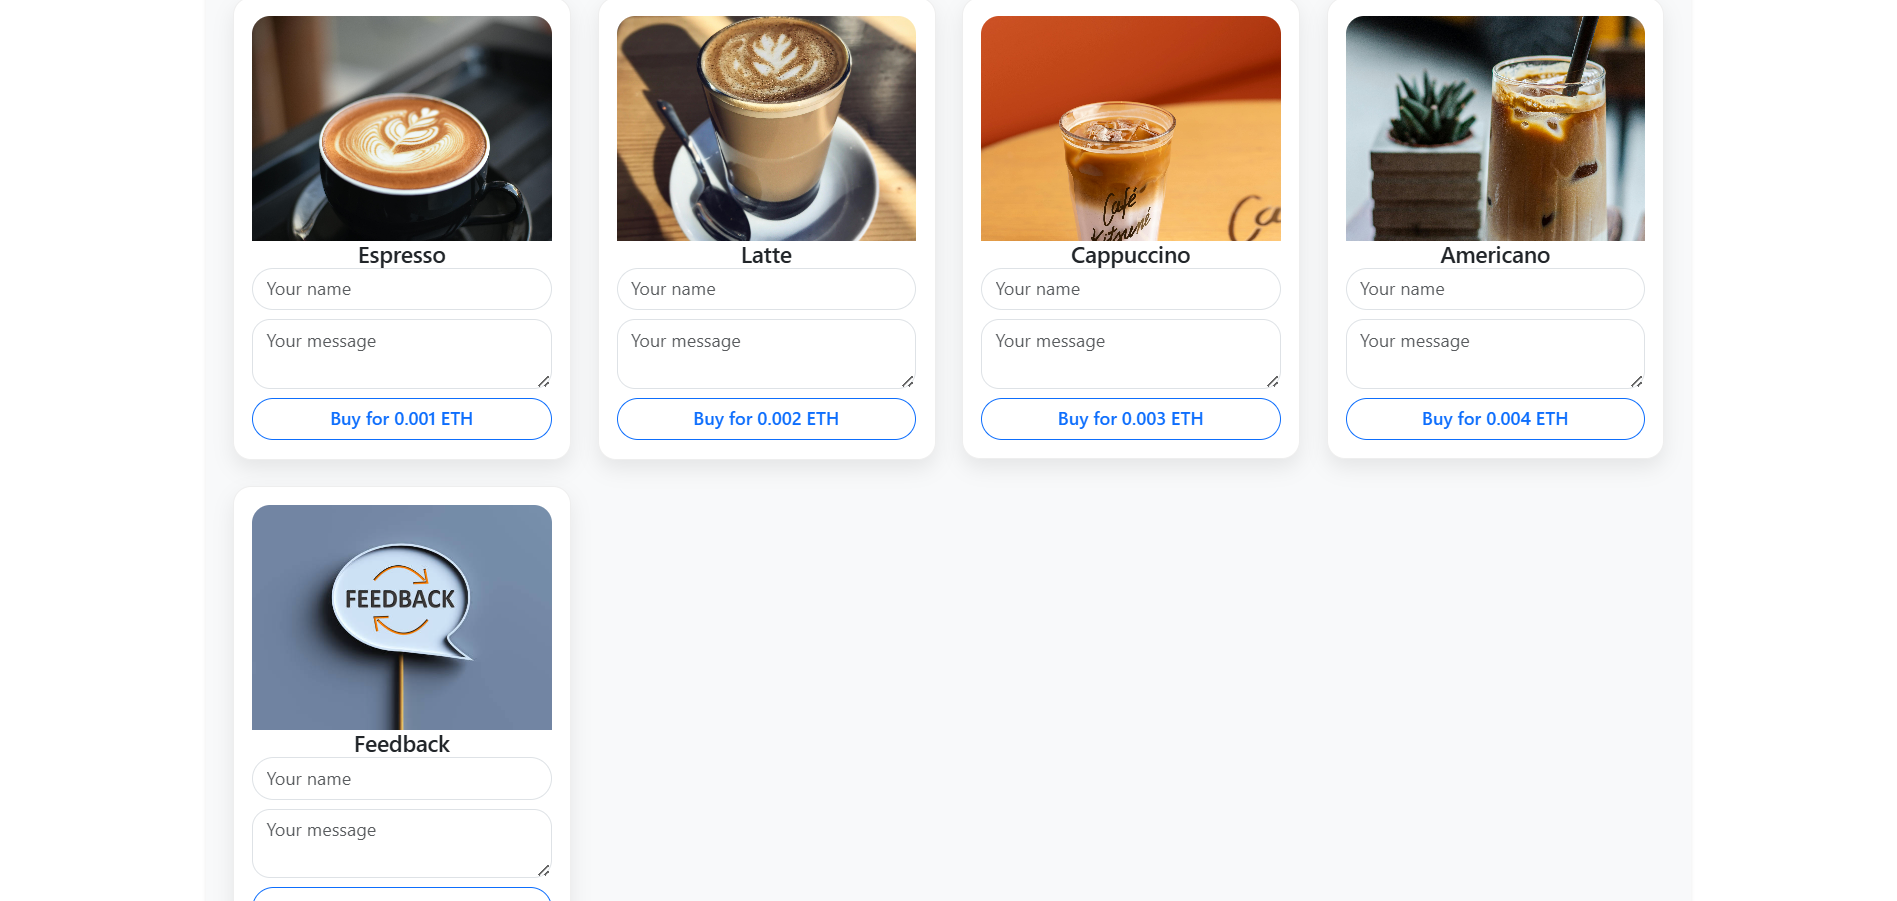 Café
Kitsuné
Ca
Espresso
Latte
Cappuccino
Americano
Your name
Your name
Your name
Your name
Your message
Your message
Your message
Your message
Buy for 0.001 ETH
Buy for 0.002 ETH
Buy for 0.003 ETH
Buy for 0.004 ETH
FEEDBACK
Feedback
Your name
Your message